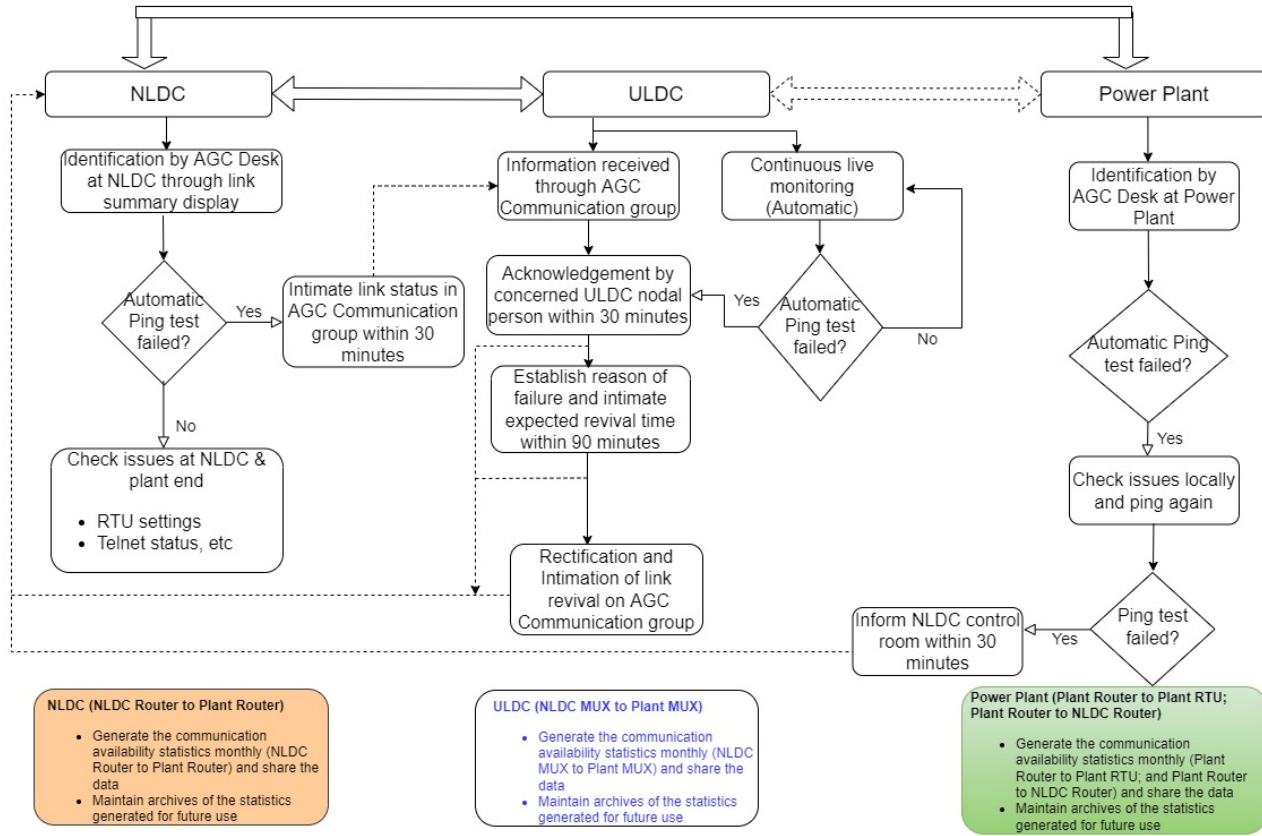 NLDC
ULDC
Power Plant
Identification by AGC Desk
at NLDC through link
summary display
Information received
through AGC
Communication group
Continuous live
monitoring
(Automatic)
Identification by
AGC Desk at Power
Plant
Automatic
Ping test
failed?
Yes
Intimate link status in
AGC Communication
group within 30
minutes
Acknowledgement by
concerned ULDC nodal
person within 30 minutes
Yes
Automatic
Ping test
failed?
No
Automatic Ping
test failed?
No
Establish reason of
failure and intimate
expected revival time
within 90 minutes
Yes
Check issues at NLDC &
plant end
• RTU settings
• Telnet status, etc
Check issues locally
and ping again
Rectification and
Intimation of link
revival on AGC
Communication group
Inform NLDC control
room within 30
minutes
Yes
Ping test
failed?
NLDC (NLDC Router to Plant Router)
• Generate the communication
availability statistics monthly (NLDC
Router to Plant Router) and share the
data
• Maintain archives of the statistics
generated for future use
ULDC (NLDC MUX to Plant MUX)
• Generate the communication
availability statistics monthly (NLDC
MUX to Plant MUX) and share the
data
• Maintain archives of the statistics
generated for future use
Power Plant (Plant Router to Plant RTU;
Plant Router to NLDC Router)
• Generate the communication
availability statistics monthly (Plant
Router to Plant RTU; and Plant Router
to NLDC Router) and share the data
• Maintain archives of the statistics
generated for future use